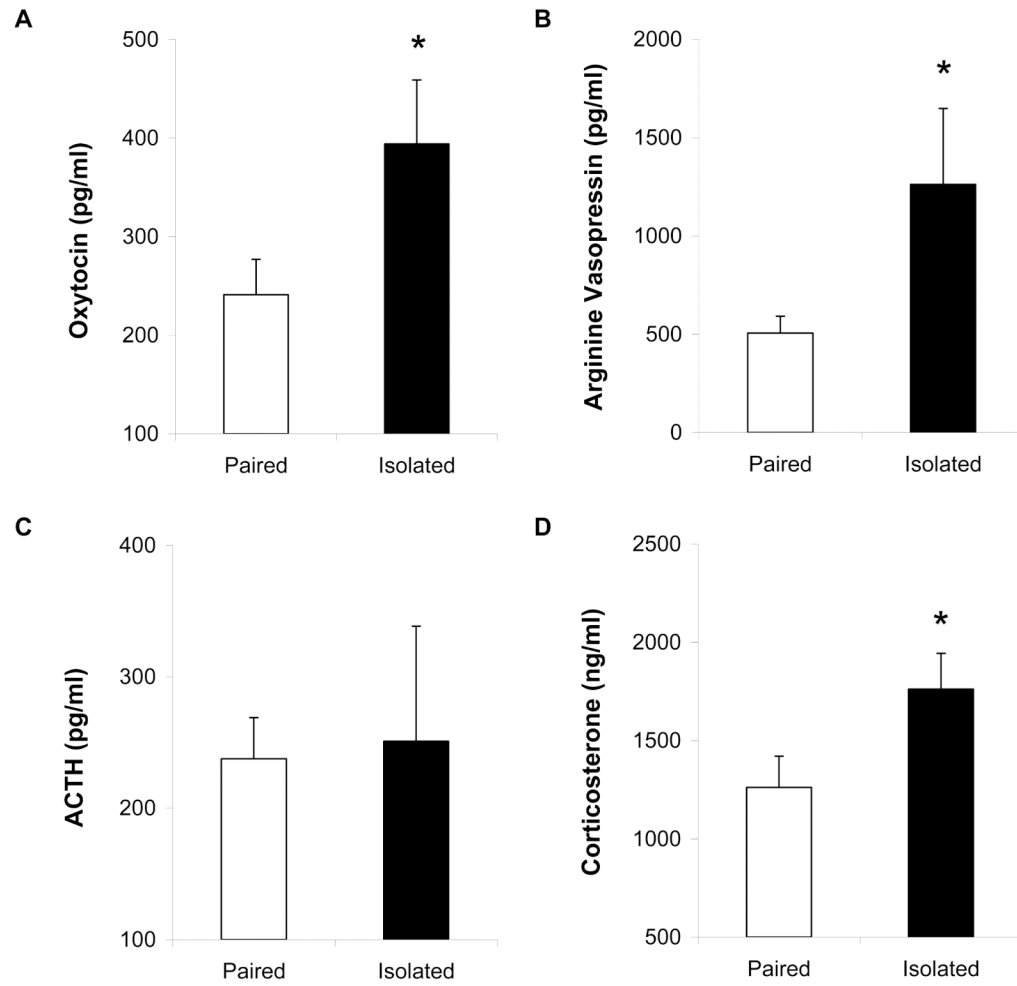 A
Oxytocin (pg/ml)
500
400
300
200
100
*
Paired
Isolated
B
Arginine Vasopressin (pg/ml)
2000
1500
1000
500
0
*
Paired
Isolated
C
ACTH (pg/ml)
400
300
200
100
Paired
Isolated
D
Corticosterone (ng/ml)
2500
2000
1500
1000
500
*
Paired
Isolated